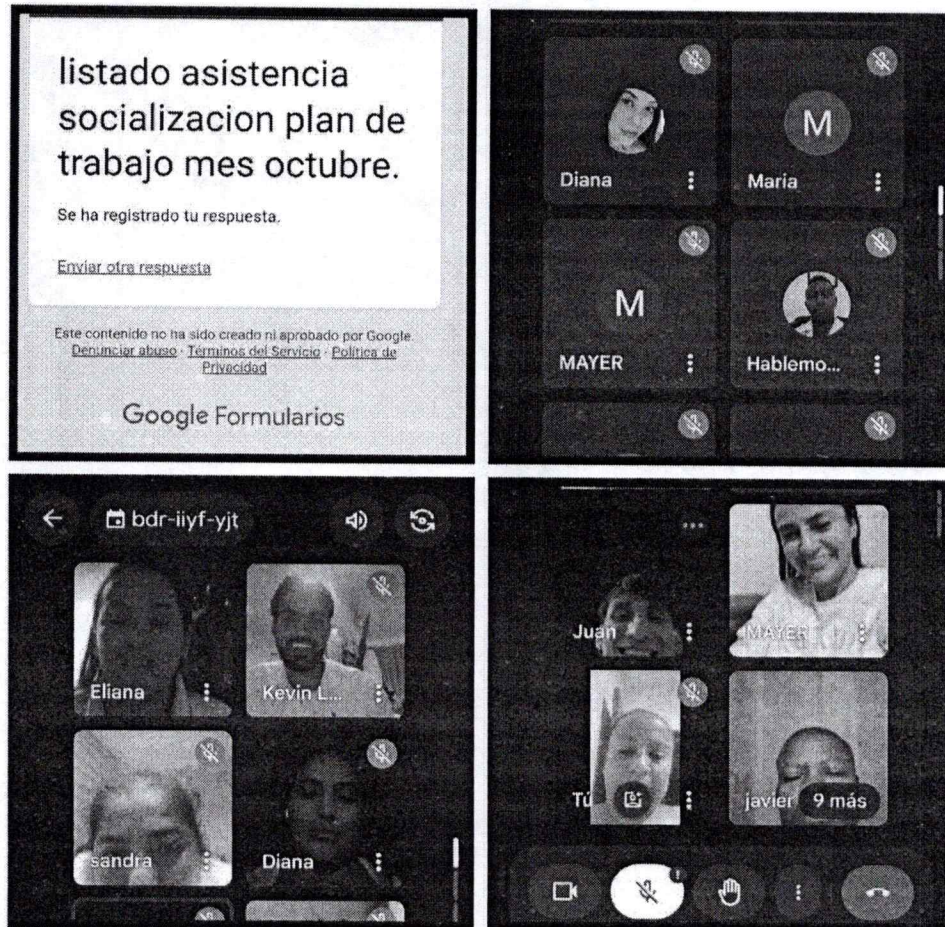 listado asistencia
socializacion plan de
trabajo mes octubre.
Se ha registrado tu respuesta.
Enviar otra respuesta
Este contenido no ha sido creado ni aprobado por Google.
Denunciar abuso · Términos del Servicio · Política de
Privacidad
Google Formularios
Diana
M
Maria
M
MAYER
Hablemo...
bdr-iiyf-yjt
Eliana
Kevin L...
sandra
Diana
Juan
MAYER
Tú
javier
9 más